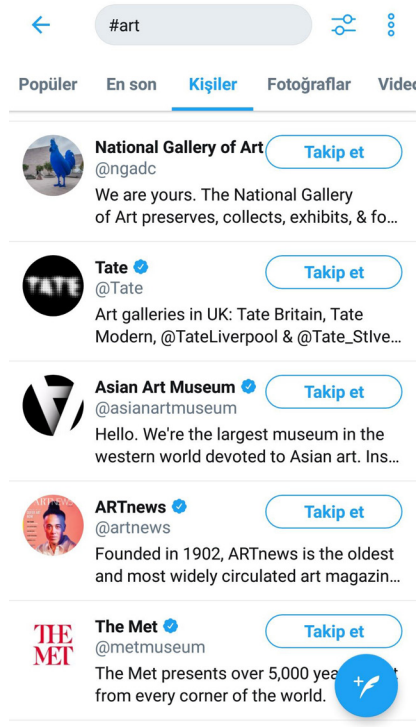 #art
Popüler En son Kişiler Fotoğraflar Video
National Gallery of Art Takip et
@ngadc
We are yours. The National Gallery
of Art preserves, collects, exhibits, & fo...
TATE
Tate Takip et
@Tate
Art galleries in UK: Tate Britain, Tate
Modern, @TateLiverpool & @Tate_StIve...
Asian Art Museum Takip et
@asianartmuseum
Hello. We're the largest museum in the
western world devoted to Asian art. Ins...
ARTNEWS
ARTnews Takip et
@artnews
Founded in 1902, ARTnews is the oldest
and most widely circulated art magazin...
THE
MET
The Met Takip et
@metmuseum
The Met presents over 5,000
from every corner of the world.